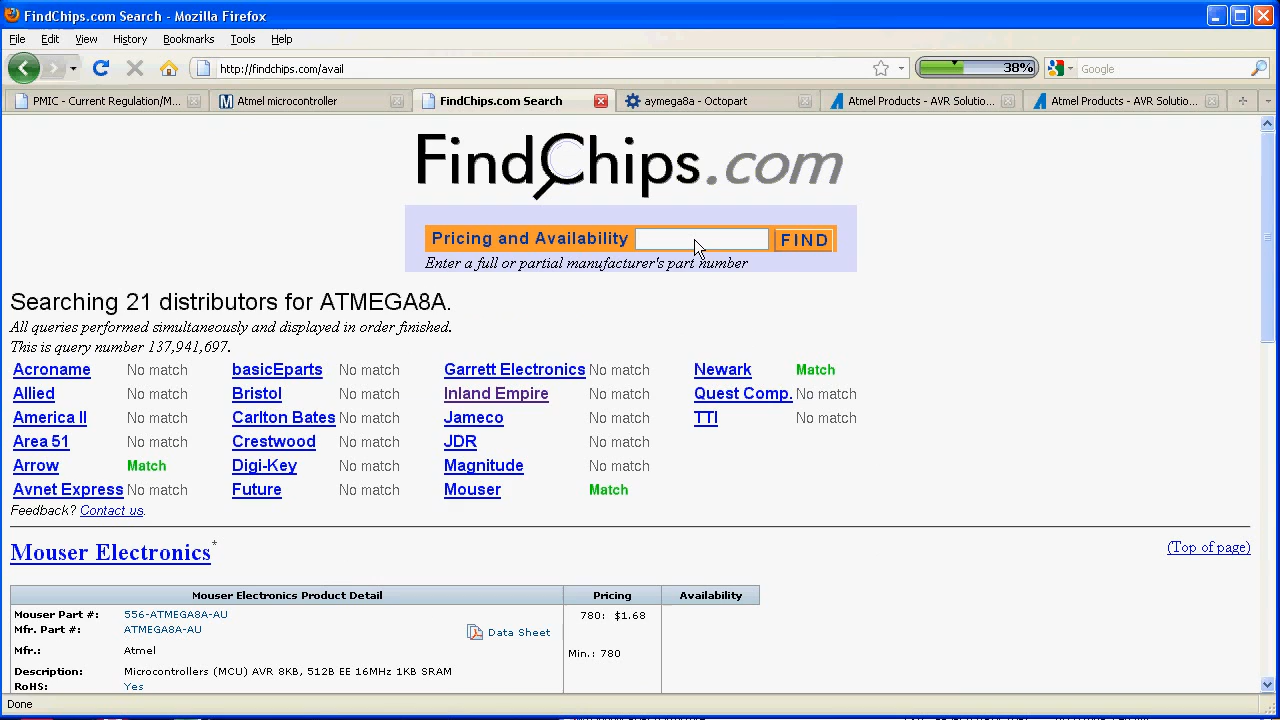 FindChips.com Search - Mozilla Firefox
File Edit View History Bookmarks Tools Help
http://findchips.com/avail 38% Google
PMIC - Current Regulation/M... Atmel microcontroller FindChips.com Search aymega8a - Octopart Atmel Products - AVR Solutio... Atmel Products - AVR Solutio...
FindChips.com
Pricing and Availability FIND
Enter a full or partial manufacturer's part number
Searching 21 distributors for ATMEGA8A.
All queries performed simultaneously and displayed in order finished.
This is query number 137,941,697.
Acroname No match basicEparts No match Garrett Electronics No match Newark Match
Allied No match Bristol No match Inland Empire No match Quest Comp. No match
America II No match Carlton Bates No match Jameco No match TTI No match
Area 51 No match Crestwood No match JDR No match
Arrow Match Digi-Key No match Magnitude No match
Avnet Express No match Future No match Mouser Match
Feedback? Contact us.
Mouser Electronics* (Top of page)
Mouser Electronics Product Detail Pricing Availability
Mouser Part #: 556-ATMEGA8A-AU 780: $1.68
Mfr. Part #: ATMEGA8A-AU Data Sheet
Mfr.: Atmel Min.: 780
Description: Microcontrollers (MCU) AVR 8KB, 512B EE 16MHz 1KB SRAM
RoHS: Yes
Done